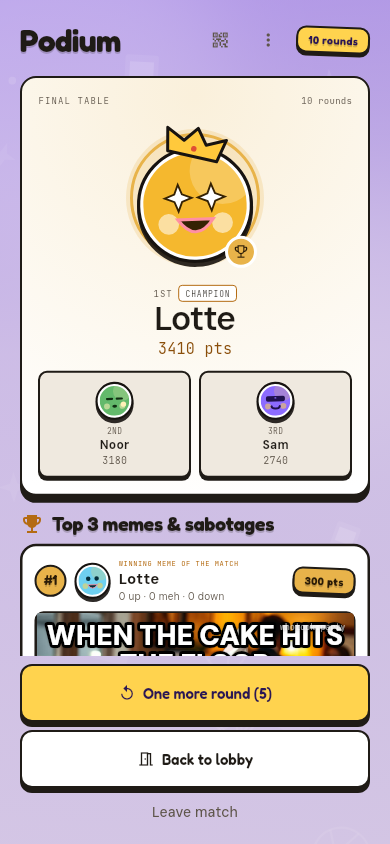 Podium
10 rounds
FINAL TABLE
10 rounds
1ST CHAMPION
Lotte
3410 pts
2ND
Noor
3180
3RD
Sam
2740
Top 3 memes & sabotages
#1
WINNING MEME OF THE MATCH
Lotte
0 up · 0 meh · 0 down
300 pts
WHEN THE CAKE HITS
THE FLOOR
One more round (5)
Back to lobby
Leave match